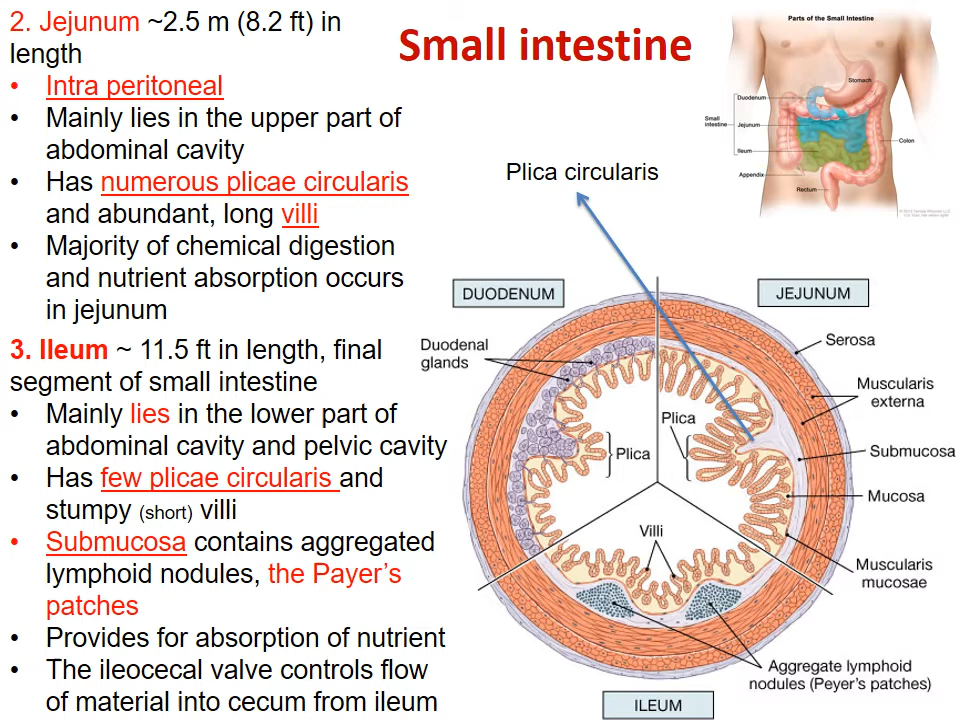 Small intestine
2. Jejunum ~2.5 m (8.2 ft) in
length
• Intra peritoneal
• Mainly lies in the upper part of
abdominal cavity
• Has numerous plicae circularis
and abundant, long villi
• Majority of chemical digestion
and nutrient absorption occurs
in jejunum
3. Ileum ~ 11.5 ft in length, final
segment of small intestine
• Mainly lies in the lower part of
abdominal cavity and pelvic cavity
• Has few plicae circularis and
stumpy (short) villi
• Submucosa contains aggregated
lymphoid nodules, the Payer's
patches
• Provides for absorption of nutrient
• The ileocecal valve controls flow
of material into cecum from ileum
Parts of the Small Intestine
Stomach
Duodenum
Small
intestine
Jejunum
Ileum
Colon
Appendix
Rectum
Plica circularis
DUODENUM
JEJUNUM
Duodenal
glands
Serosa
Muscularis
externa
Plica
Plica
Submucosa
Mucosa
Villi
Muscularis
mucosae
Aggregate lymphoid
nodules (Peyer's patches)
ILEUM